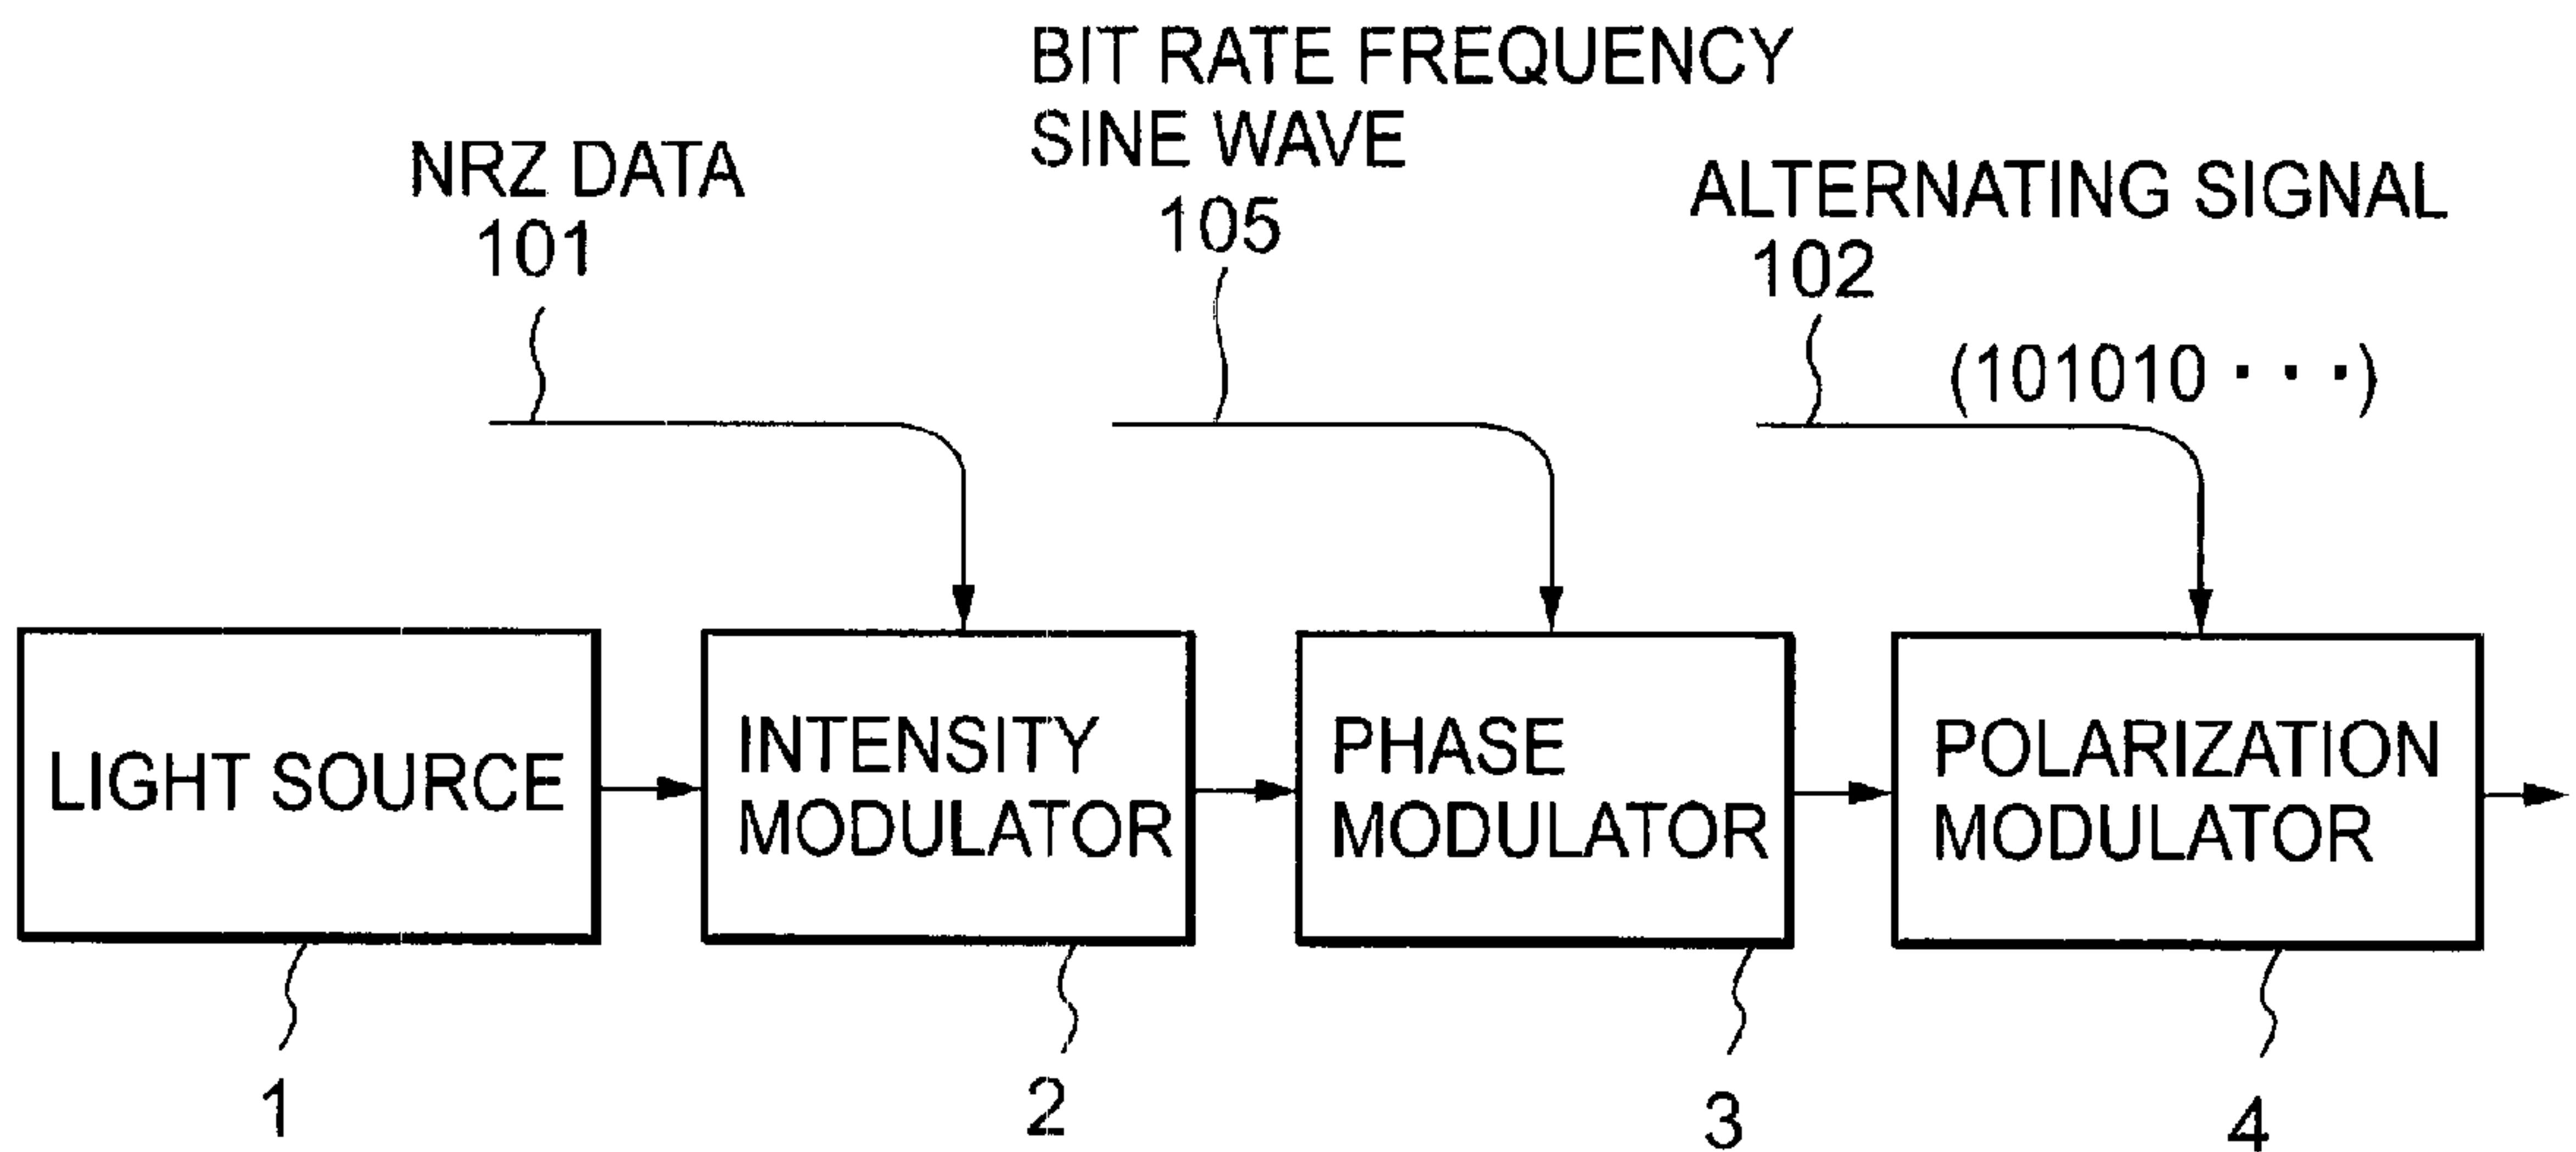 BIT RATE FREQUENCY
SINE WAVE
105
NRZ DATA
101
ALTERNATING SIGNAL
102
(101010 · · · )
LIGHT SOURCE
INTENSITY
MODULATOR
PHASE
MODULATOR
POLARIZATION
MODULATOR
1
2
3
4